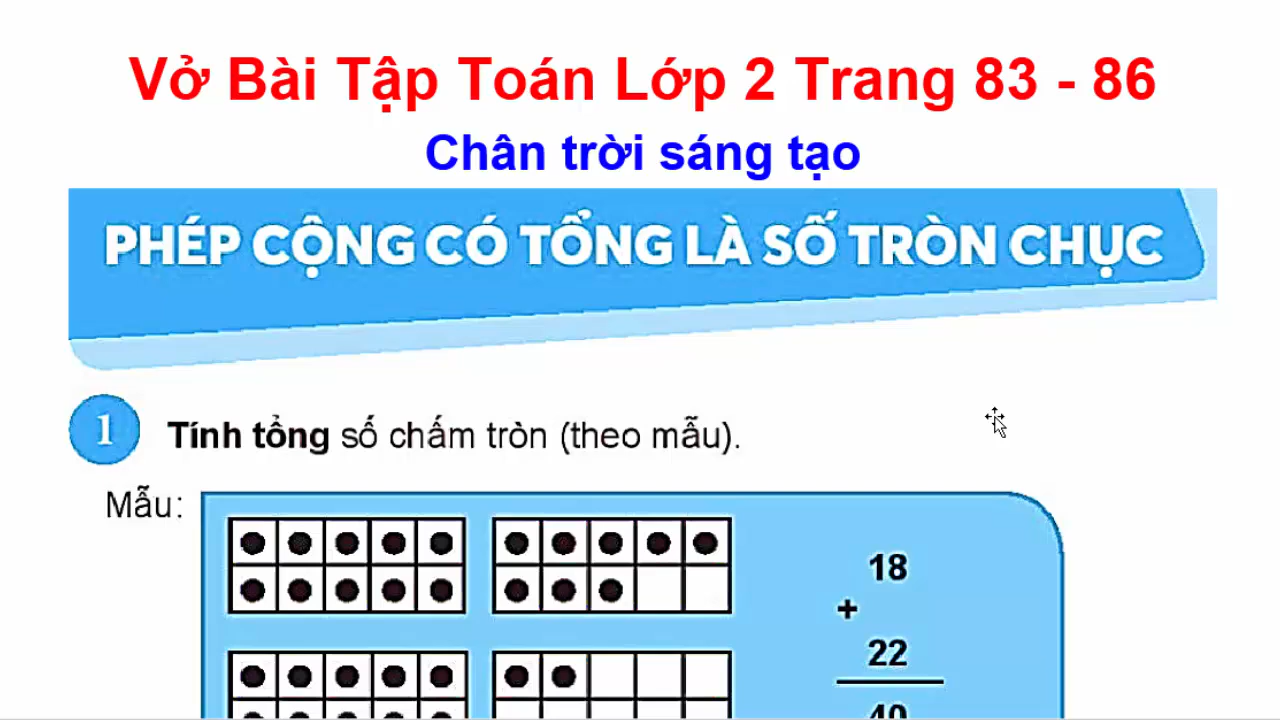 Vở Bài Tập Toán Lớp 2 Trang 83 - 86
Chân trời sáng tạo
PHÉP CỘNG CÓ TỔNG LÀ SỐ TRÒN CHỤC
1 Tính tổng số chấm tròn (theo mẫu).
Mẫu:
18
+
22
40